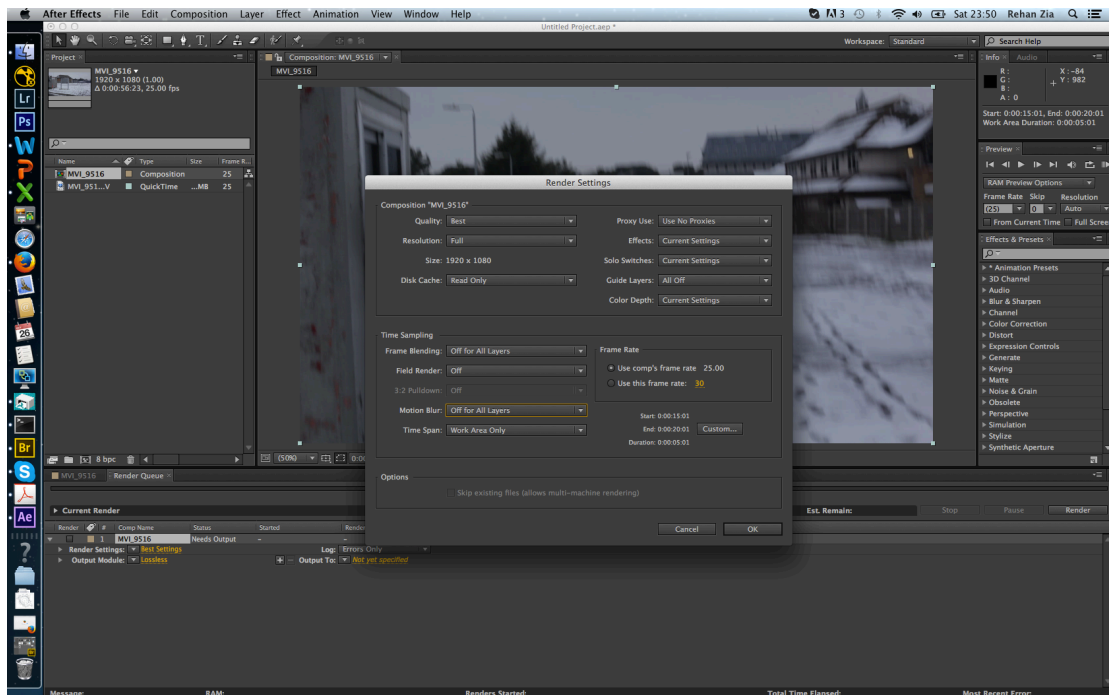 After Effects File Edit Composition Layer Effect Animation View Window Help 3 Sat 23:50 Rehan Zia
Untitled Project.aep *
Workspace: Standard Search Help
Project
MVI_9516
1920 x 1080 (1.00)
Δ 0:00:56:23, 25.00 fps
Name Type Size Frame R...
MVI_9516 Composition 25
MVI_951...V QuickTime ...MB 25
8 bpc
Composition: MVI_9516
MVI_9516
(50%)
Info Audio
R: X: -84
G: Y: 982
B:
A: 0
Start: 0:00:15:01, End: 0:00:20:01
Work Area Duration: 0:00:05:01
Preview
RAM Preview Options
Frame Rate Skip Resolution
(25) 0 Auto
From Current Time Full Scree
Effects & Presets
* Animation Presets
3D Channel
Audio
Blur & Sharpen
Channel
Color Correction
Distort
Expression Controls
Generate
Keying
Matte
Noise & Grain
Obsolete
Perspective
Simulation
Stylize
Synthetic Aperture
Render Settings
Composition "MVI_9516"
Quality: Best Proxy Use: Use No Proxies
Resolution: Full Effects: Current Settings
Size: 1920 x 1080 Solo Switches: Current Settings
Disk Cache: Read Only Guide Layers: All Off
Color Depth: Current Settings
Time Sampling
Frame Blending: Off for All Layers
Field Render: Off
3:2 Pulldown: Off
Motion Blur: Off for All Layers
Time Span: Work Area Only
Frame Rate
Use comp's frame rate 25.00
Use this frame rate: 30
Start: 0:00:15:01
End: 0:00:20:01 Custom...
Duration: 0:00:05:01
Options
Skip existing files (allows multi-machine rendering)
Cancel OK
MVI_9516 Render Queue
Current Render Est. Remain: Stop Pause Render
Render # Comp Name Status Started Render
1 MVI_9516 Needs Output - -
Render Settings: Best Settings Log: Errors Only
Output Module: Lossless + - Output To: Not yet specified
Message: RAM: Renders Started: Total Time Elapsed: Most Recent Error:
Lr
Ps
26
Br
Ae